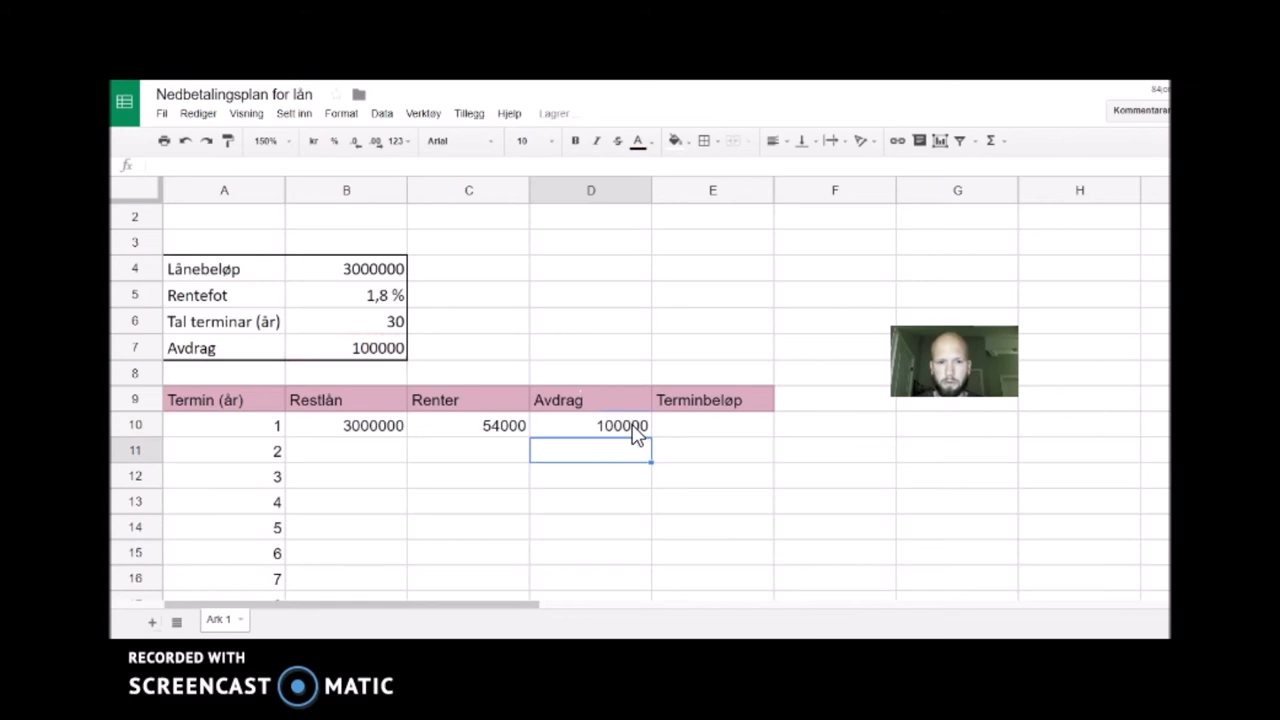 Nedbetalingsplan for lån
Fil Rediger Visning Sett inn Format Data Verktøy Tillegg Hjelp Lagrer...
Kommentarer
150% kr % .0 .00 123 Arial 10 B I S A Σ
fx
A B C D E F G H
2
3
4 Lånebeløp 3000000
5 Rentefot 1,8 %
6 Tal terminar (år) 30
7 Avdrag 100000
8
9 Termin (år) Restlån Renter Avdrag Terminbeløp
10 1 3000000 54000 100000
11 2
12 3
13 4
14 5
15 6
16 7
+ Ark 1
RECORDED WITH
SCREENCAST MATIC